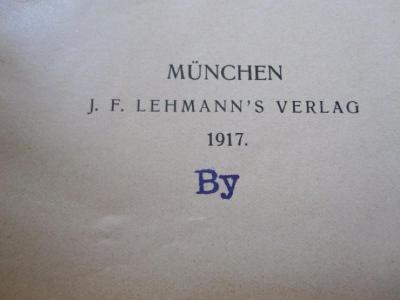 MÜNCHEN
J. F. LEHMANN'S VERLAG
1917.
By